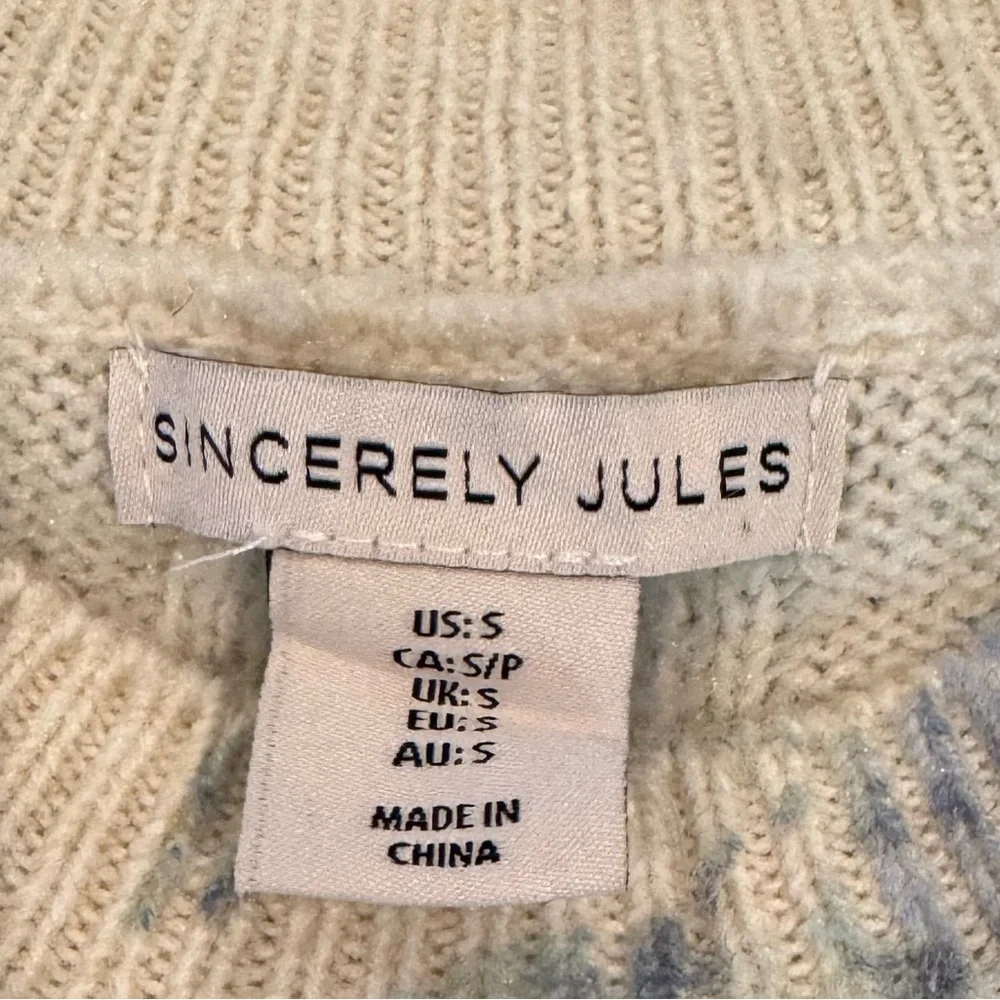 SINCERELY JULES
US: S
CA: S/P
UK: S
EU: S
AU: S
MADE IN
CHINA